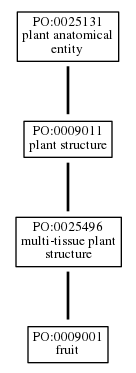 PO:0025131
plant anatomical
entity
PO:0009011
plant structure
PO:0025496
multi-tissue plant
structure
PO:0009001
fruit